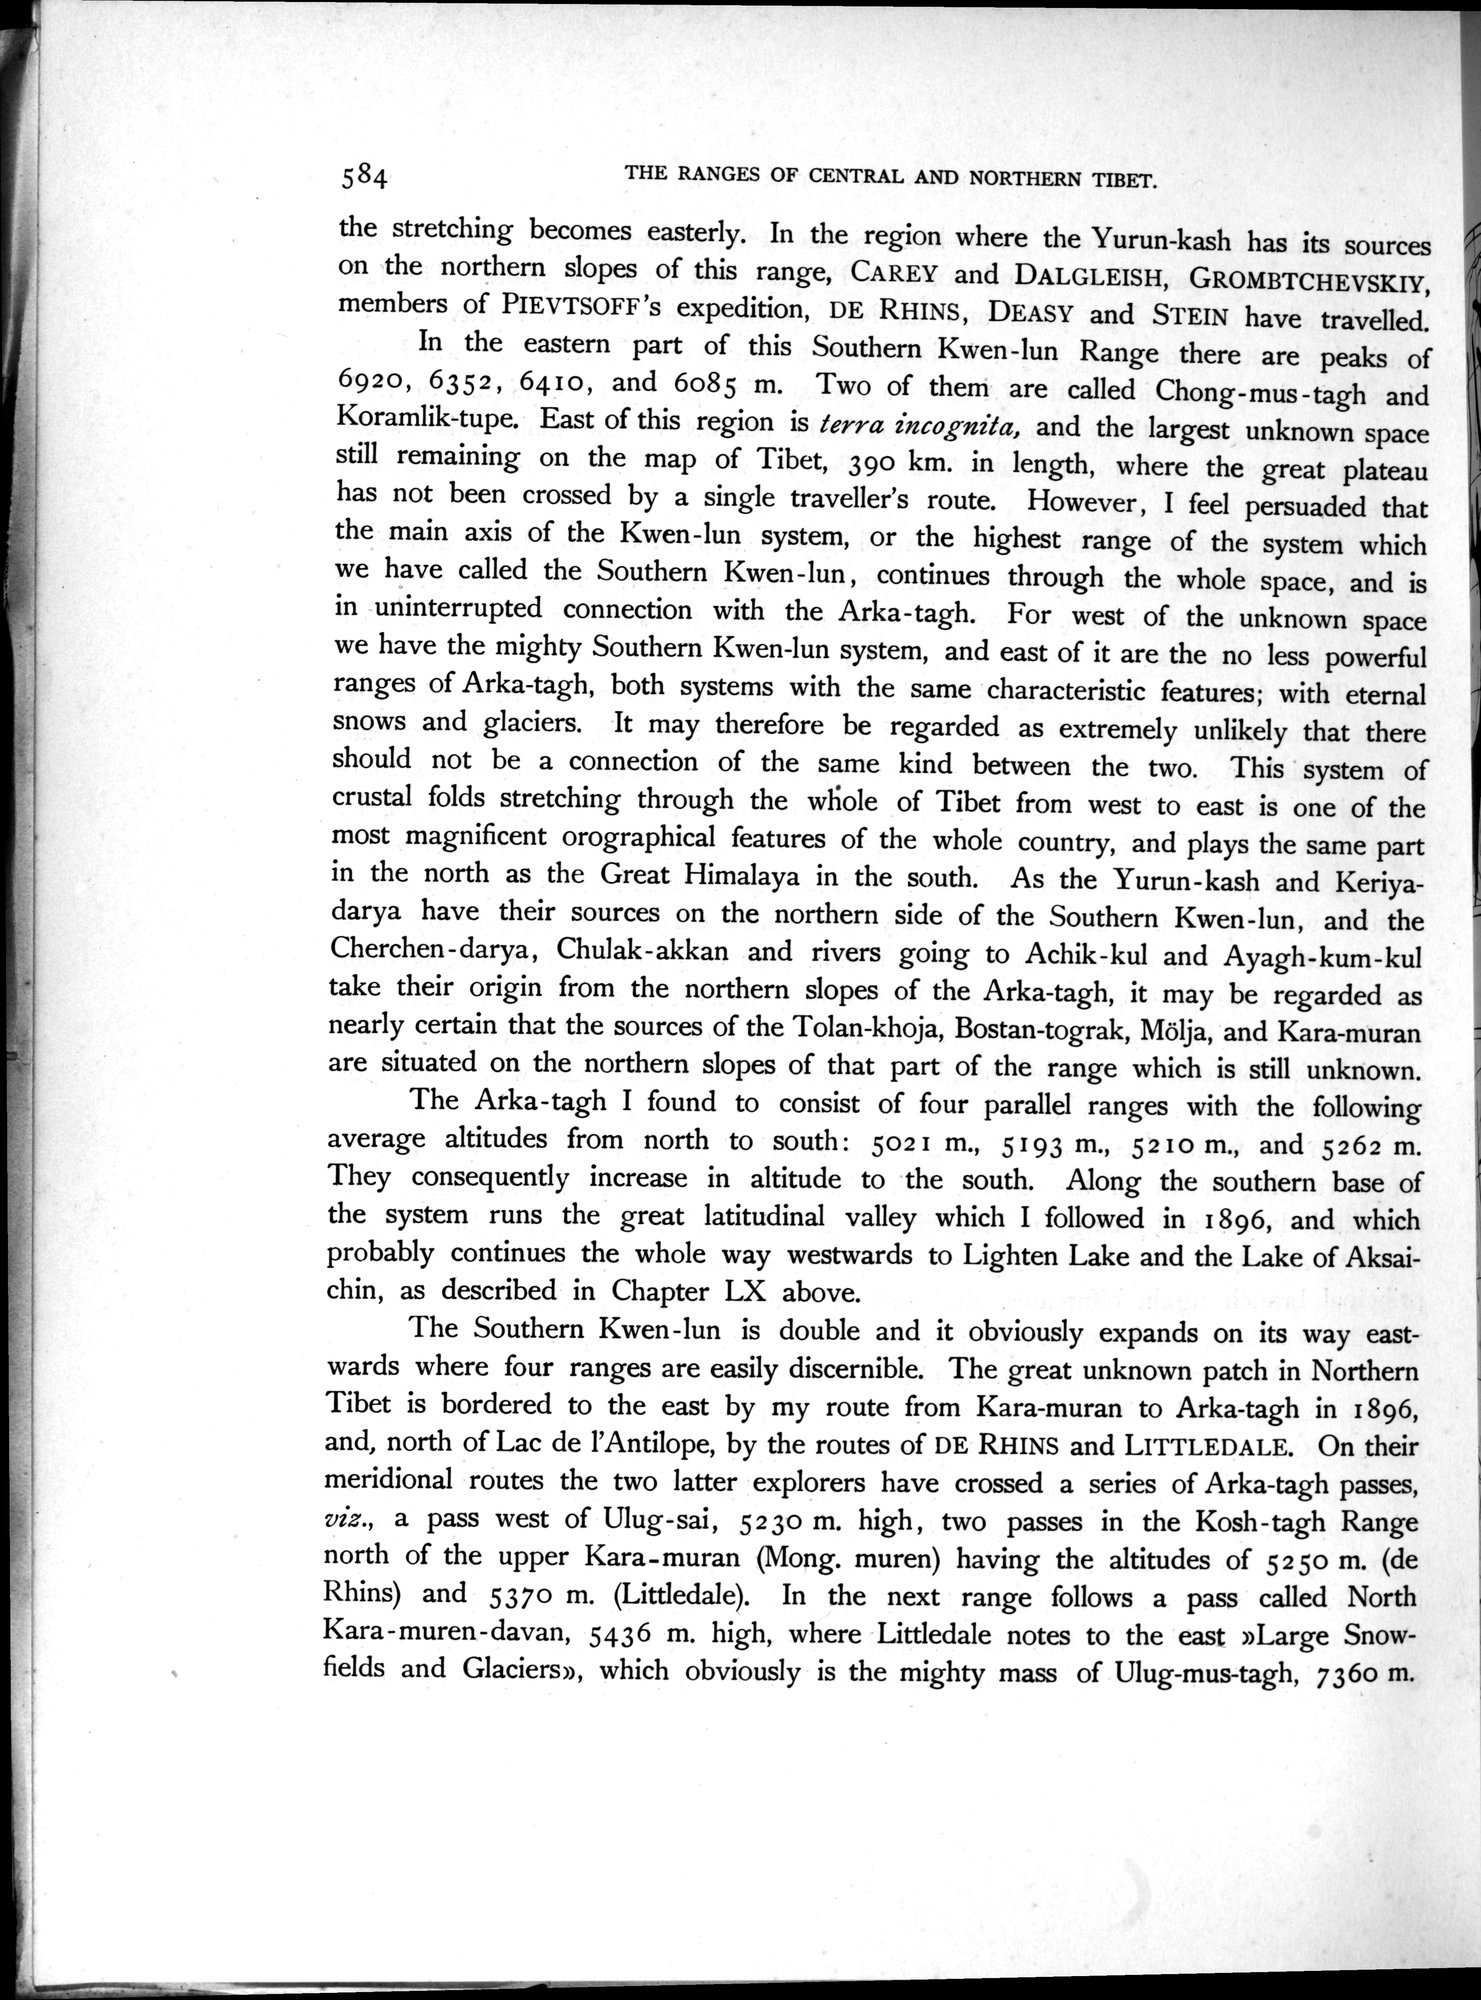 584
THE RANGES OF CENTRAL AND NORTHERN TIBET.
the stretching becomes easterly. In the region where the Yurun-kash has its sources
on the northern slopes of this range, CAREY and DALGLEISH, GROMBTCHEVSKIY,
members of PIEVTSOFF's expedition, DE RHINS, DEASY and STEIN have travelled.
In the eastern part of this Southern Kwen-lun Range there are peaks of
6920, 6352, 6410, and 6085 m. Two of them are called Chong-mus-tagh and
Koramlik-tupe. East of this region is terra incognita, and the largest unknown space
still remaining on the map of Tibet, 390 km. in length, where the great plateau
has not been crossed by a single traveller's route. However, I feel persuaded that
the main axis of the Kwen-lun system, or the highest range of the system which
we have called the Southern Kwen-lun, continues through the whole space, and is
in uninterrupted connection with the Arka-tagh. For west of the unknown space
we have the mighty Southern Kwen-lun system, and east of it are the no less powerful
ranges of Arka-tagh, both systems with the same characteristic features; with eternal
snows and glaciers. It may therefore be regarded as extremely unlikely that there
should not be a connection of the same kind between the two. This system of
crustal folds stretching through the whole of Tibet from west to east is one of the
most magnificent orographical features of the whole country, and plays the same part
in the north as the Great Himalaya in the south. As the Yurun-kash and Keriya-
darya have their sources on the northern side of the Southern Kwen-lun, and the
Cherchen-darya, Chulak-akkan and rivers going to Achik-kul and Ayagh-kum-kul
take their origin from the northern slopes of the Arka-tagh, it may be regarded as
nearly certain that the sources of the Tolan-khoja, Bostan-tograk, Mölja, and Kara-muran
are situated on the northern slopes of that part of the range which is still unknown.
The Arka-tagh I found to consist of four parallel ranges with the following
average altitudes from north to south: 5021 m., 5193 m., 5210 m., and 5262 m.
They consequently increase in altitude to the south. Along the southern base of
the system runs the great latitudinal valley which I followed in 1896, and which
probably continues the whole way westwards to Lighten Lake and the Lake of Aksai-
chin, as described in Chapter LX above.
The Southern Kwen-lun is double and it obviously expands on its way east-
wards where four ranges are easily discernible. The great unknown patch in Northern
Tibet is bordered to the east by my route from Kara-muran to Arka-tagh in 1896,
and, north of Lac de l'Antilope, by the routes of DE RHINS and LITTLEDALE. On their
meridional routes the two latter explorers have crossed a series of Arka-tagh passes,
viz., a pass west of Ulug-sai, 5230 m. high, two passes in the Kosh-tagh Range
north of the upper Kara-muran (Mong. muren) having the altitudes of 5250 m. (de
Rhins) and 5370 m. (Littledale). In the next range follows a pass called North
Kara-muren-davan, 5436 m. high, where Littledale notes to the east »Large Snow-
fields and Glaciers», which obviously is the mighty mass of Ulug-mus-tagh, 7360 m.